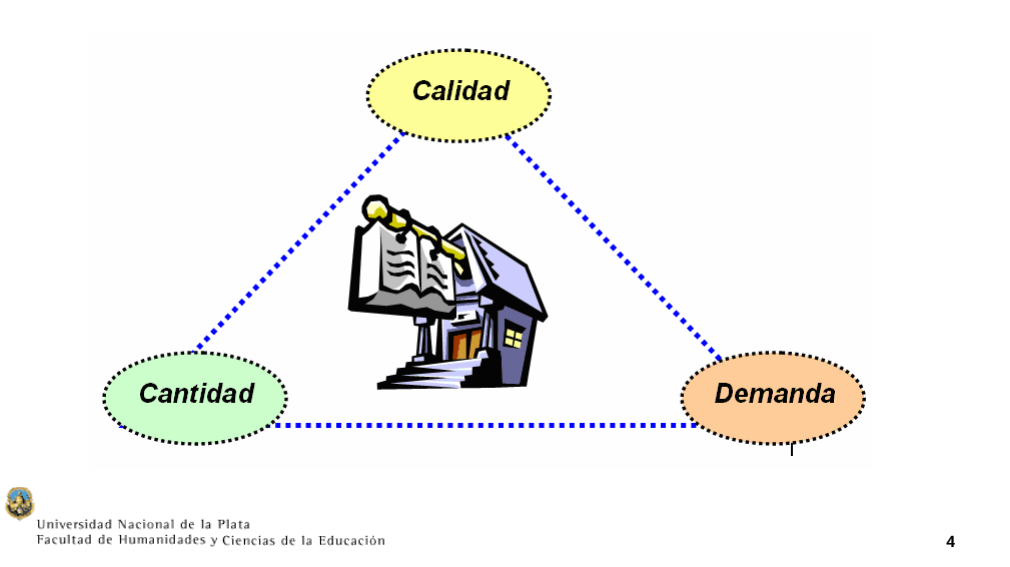 Calidad
Cantidad
Demanda
Universidad Nacional de la Plata
Facultad de Humanidades y Ciencias de la Educación
4